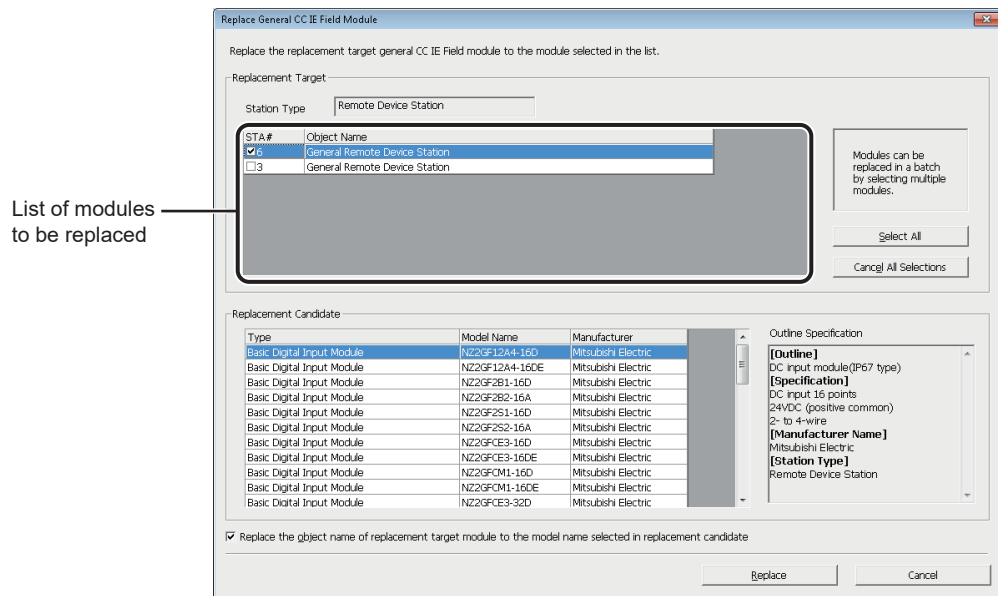 Replace General CC IE Field Module
Replace the replacement target general CC IE Field module to the module selected in the list.
Replacement Target
Station Type Remote Device Station
STA# Object Name
6 General Remote Device Station
3 General Remote Device Station
Modules can be
replaced in a batch
by selecting multiple
modules.
List of modules
to be replaced
Select All
Cancel All Selections
Replacement Candidate
Type Model Name Manufacturer
Basic Digital Input Module NZ2GF12A4-16D Mitsubishi Electric
Basic Digital Input Module NZ2GF12A4-16DE Mitsubishi Electric
Basic Digital Input Module NZ2GF2B1-16D Mitsubishi Electric
Basic Digital Input Module NZ2GF2B2-16A Mitsubishi Electric
Basic Digital Input Module NZ2GF2S1-16D Mitsubishi Electric
Basic Digital Input Module NZ2GF2S2-16A Mitsubishi Electric
Basic Digital Input Module NZ2GFCE3-16D Mitsubishi Electric
Basic Digital Input Module NZ2GFCE3-16DE Mitsubishi Electric
Basic Digital Input Module NZ2GFCM1-16D Mitsubishi Electric
Basic Digital Input Module NZ2GFCM1-16DE Mitsubishi Electric
Basic Digital Input Module NZ2GFCE3-32D Mitsubishi Electric
Outline Specification
[Outline]
DC input module(IP67 type)
[Specification]
DC input 16 points
24VDC (positive common)
2- to 4-wire
[Manufacturer Name]
Mitsubishi Electric
[Station Type]
Remote Device Station
Replace the object name of replacement target module to the model name selected in replacement candidate
Replace
Cancel